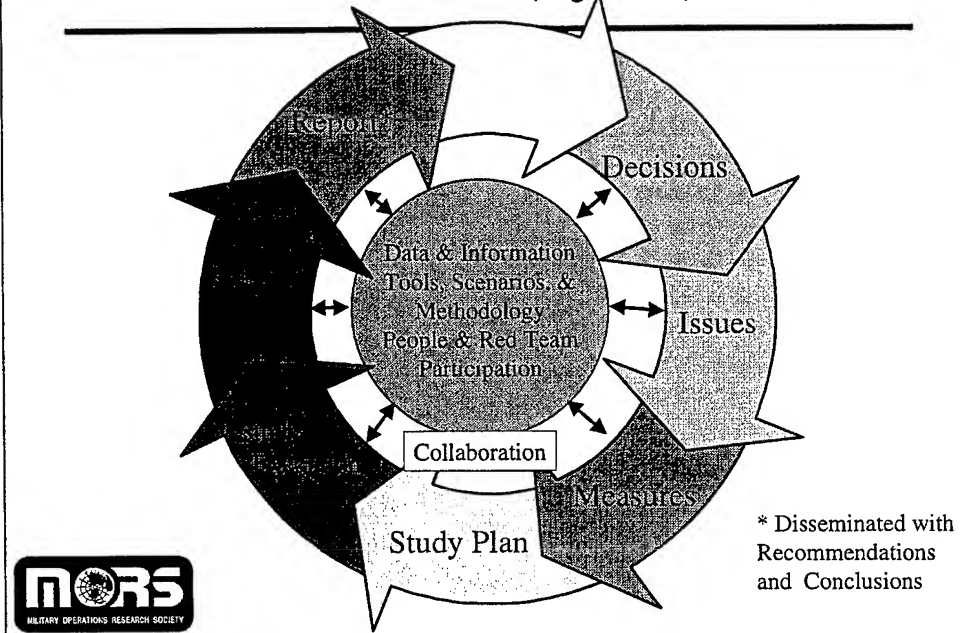 Report*
Decisions
Data & Information
Tools, Scenarios, &
Methodology
People & Red Team
Participation
Issues
Collaboration
Measures
Study Plan
* Disseminated with
Recommendations
and Conclusions
MORS
MILITARY OPERATIONS RESEARCH SOCIETY